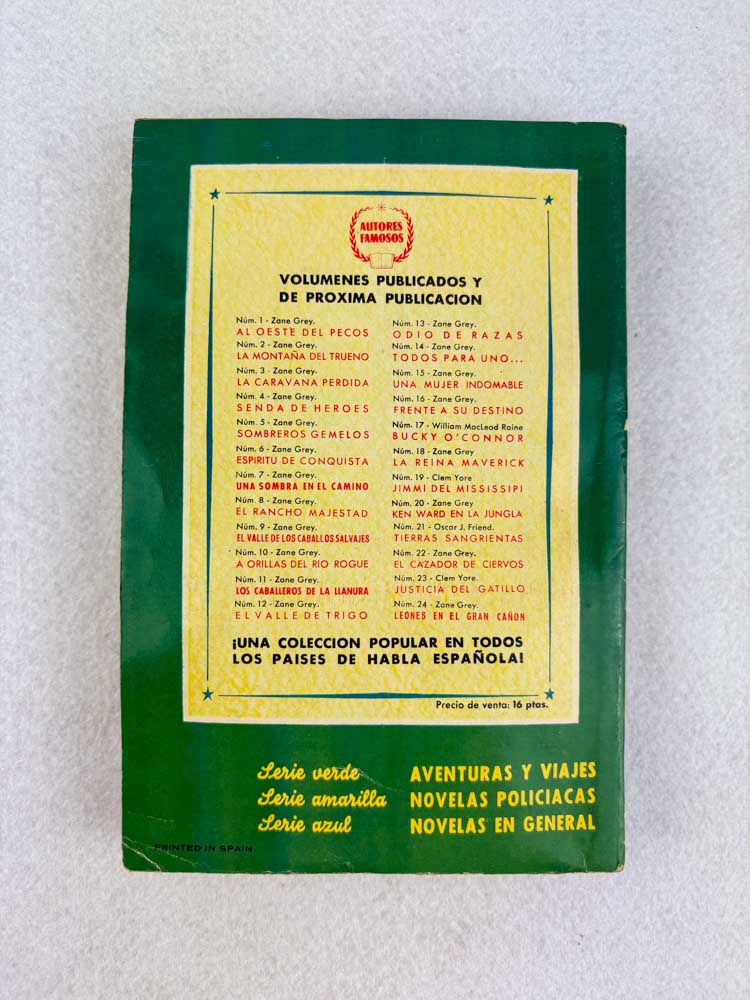 AUTORES
FAMOSOS
VOLUMENES PUBLICADOS Y
DE PROXIMA PUBLICACION
Núm. 1 - Zane Grey.
AL OESTE DEL PECOS
Núm. 2 - Zane Grey.
LA MONTAÑA DEL TRUENO
Núm. 3 - Zane Grey.
LA CARAVANA PERDIDA
Núm. 4 - Zane Grey.
SENDA DE HEROES
Núm. 5 - Zane Grey.
SOMBREROS GEMELOS
Núm. 6 - Zane Grey.
ESPIRITU DE CONQUISTA
Núm. 7 - Zane Grey.
UNA SOMBRA EN EL CAMINO
Núm. 8 - Zane Grey.
EL RANCHO MAJESTAD
Núm. 9 - Zane Grey.
EL VALLE DE LOS CABALLOS SALVAJES
Núm. 10 - Zane Grey.
A ORILLAS DEL RIO ROGUE
Núm. 11 - Zane Grey.
LOS CABALLEROS DE LA LLANURA
Núm. 12 - Zane Grey.
EL VALLE DE TRIGO
Núm. 13 - Zane Grey.
ODIO DE RAZAS
Núm. 14 - Zane Grey.
TODOS PARA UNO...
Núm. 15 - Zane Grey.
UNA MUJER INDOMABLE
Núm. 16 - Zane Grey.
FRENTE A SU DESTINO
Núm. 17 - William MacLeod Raine
BUCKY O'CONNOR
Núm. 18 - Zane Grey
LA REINA MAVERICK
Núm. 19 - Clem Yore
JIMMI DEL MISSISSIPI
Núm. 20 - Zane Grey
KEN WARD EN LA JUNGLA
Núm. 21 - Oscar J. Friend.
TIERRAS SANGRIENTAS
Núm. 22 - Zane Grey.
EL CAZADOR DE CIERVOS
Núm. 23 - Clem Yore.
JUSTICIA DEL GATILLO
Núm. 24 - Zane Grey.
LEONES EN EL GRAN CAÑON
¡UNA COLECCION POPULAR EN TODOS
LOS PAISES DE HABLA ESPAÑOLA!
Precio de venta: 16 ptas.
Serie verde AVENTURAS Y VIAJES
Serie amarilla NOVELAS POLICIACAS
Serie azul NOVELAS EN GENERAL
PRINTED IN SPAIN